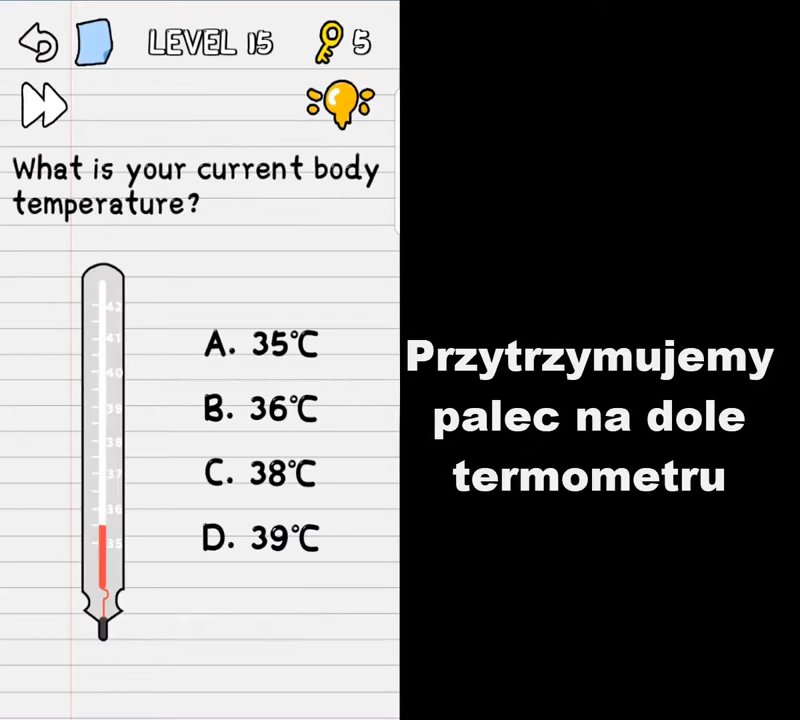 LEVEL 15
5
What is your current body
temperature?
42
41
40
39
38
37
36
35
A. 35°C
B. 36°C
C. 38°C
D. 39°C
Przytrzymujemy
palec na dole
termometru